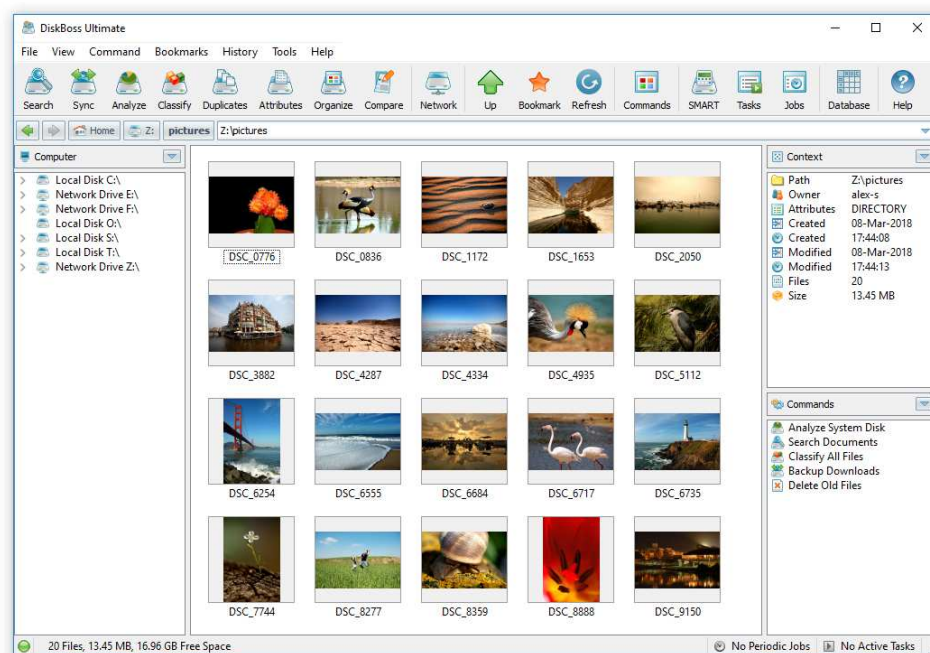 DiskBoss Ultimate
File View Command Bookmarks History Tools Help
Search Sync Analyze Classify Duplicates Attributes Organize Compare Network Up Bookmark Refresh Commands SMART Tasks Jobs Database Help
Home Z: pictures Z:\pictures
Computer
Local Disk C:\
Network Drive E:\
Network Drive F:\
Local Disk O:\
Local Disk S:\
Local Disk T:\
Network Drive Z:\
DSC_0776 DSC_0836 DSC_1172 DSC_1653 DSC_2050
DSC_3882 DSC_4287 DSC_4334 DSC_4935 DSC_5112
DSC_6254 DSC_6555 DSC_6684 DSC_6717 DSC_6735
DSC_7744 DSC_8277 DSC_8359 DSC_8888 DSC_9150
Context
Path Z:\pictures
Owner alex-s
Attributes DIRECTORY
Created 08-Mar-2018
Created 17:44:08
Modified 08-Mar-2018
Modified 17:44:13
Files 20
Size 13.45 MB
Commands
Analyze System Disk
Search Documents
Classify All Files
Backup Downloads
Delete Old Files
20 Files, 13.45 MB, 16.96 GB Free Space
No Periodic Jobs No Active Tasks